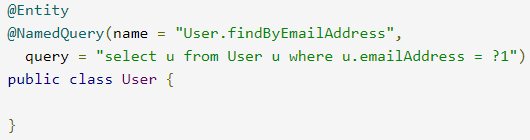 @Entity
@NamedQuery(name = "User.findByEmailAddress",
  query = "select u from User u where u.emailAddress = ?1")
public class User {
}